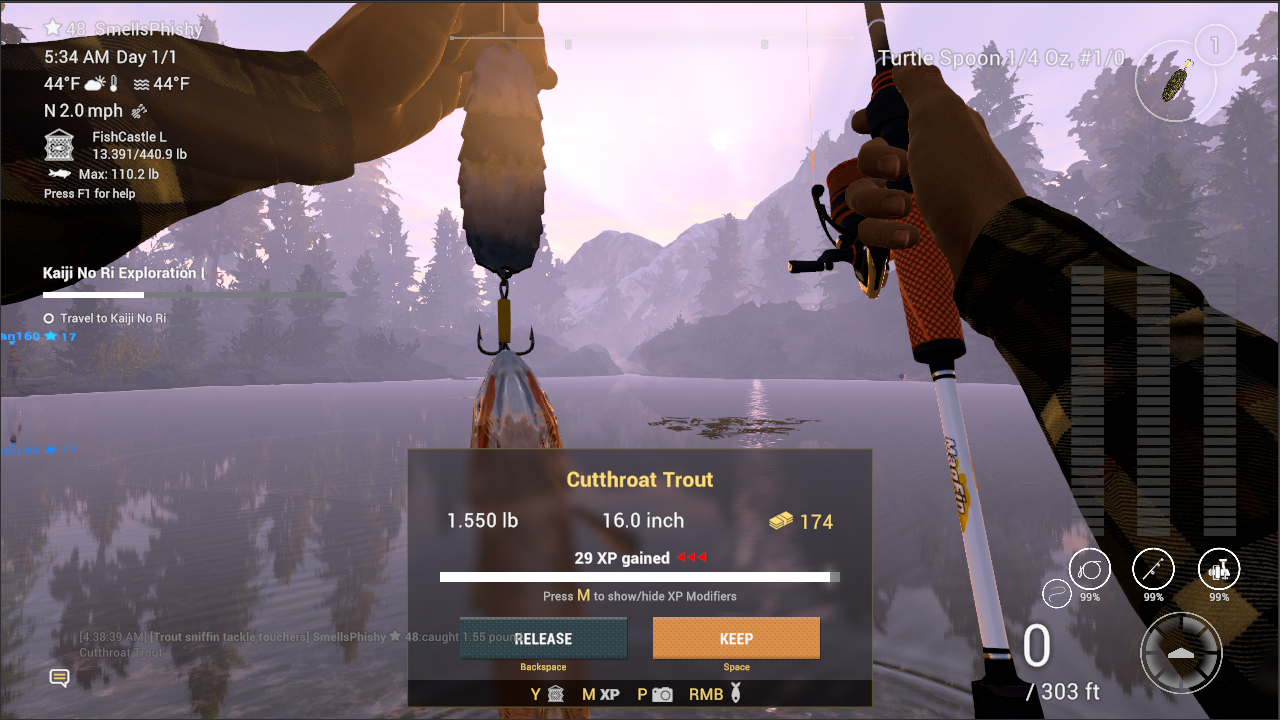 48 SmellsPhishy
5:34 AM Day 1/1
44°F 44°F
N 2.0 mph
FishCastle L
13.391/440.9 lb
Max: 110.2 lb
Press F1 for help
E
S
Turtle Spoon 1/4 Oz, #1/0
1
Kaiji No Ri Exploration I
Travel to Kaiji No Ri
an160 ★ 17
MagFin
Cutthroat Trout
1.550 lb 16.0 inch 174
29 XP gained
Press M to show/hide XP Modifiers
RELEASE KEEP
Backspace Space
[4:38:39 AM] [Trout sniffin tackle touchers] SmellsPhishy ★ 48:caught 1.55 poun
Cutthroat Trout
Y M XP P RMB
99% 99% 99%
0
/ 303 ft